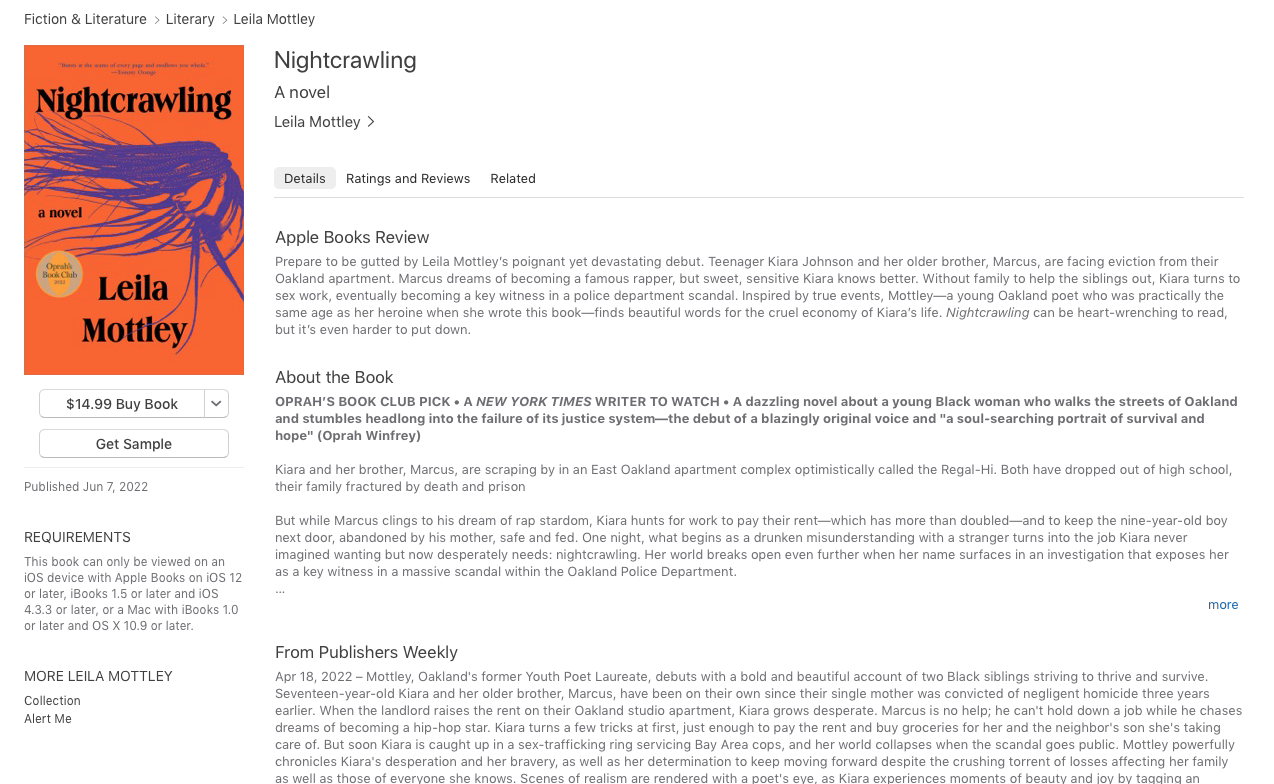 Fiction & Literature > Literary > Leila Mottley
"Burns at the seams of every page and swallows you whole."
—Tommy Orange
Nightcrawling
a novel
Oprah's
Book Club
2022
Leila
Mottley
$14.99 Buy Book
Get Sample
Published Jun 7, 2022
REQUIREMENTS
This book can only be viewed on an
iOS device with Apple Books on iOS 12
or later, iBooks 1.5 or later and iOS
4.3.3 or later, or a Mac with iBooks 1.0
or later and OS X 10.9 or later.
MORE LEILA MOTTLEY
Collection
Alert Me
Nightcrawling
A novel
Leila Mottley >
Details Ratings and Reviews Related
Apple Books Review
Prepare to be gutted by Leila Mottley’s poignant yet devastating debut. Teenager Kiara Johnson and her older brother, Marcus, are facing eviction from their
Oakland apartment. Marcus dreams of becoming a famous rapper, but sweet, sensitive Kiara knows better. Without family to help the siblings out, Kiara turns to
sex work, eventually becoming a key witness in a police department scandal. Inspired by true events, Mottley—a young Oakland poet who was practically the
same age as her heroine when she wrote this book—finds beautiful words for the cruel economy of Kiara’s life. Nightcrawling can be heart-wrenching to read,
but it’s even harder to put down.
About the Book
OPRAH’S BOOK CLUB PICK • A NEW YORK TIMES WRITER TO WATCH • A dazzling novel about a young Black woman who walks the streets of Oakland
and stumbles headlong into the failure of its justice system—the debut of a blazingly original voice and "a soul-searching portrait of survival and
hope" (Oprah Winfrey)
Kiara and her brother, Marcus, are scraping by in an East Oakland apartment complex optimistically called the Regal-Hi. Both have dropped out of high school,
their family fractured by death and prison
But while Marcus clings to his dream of rap stardom, Kiara hunts for work to pay their rent—which has more than doubled—and to keep the nine-year-old boy
next door, abandoned by his mother, safe and fed. One night, what begins as a drunken misunderstanding with a stranger turns into the job Kiara never
imagined wanting but now desperately needs: nightcrawling. Her world breaks open even further when her name surfaces in an investigation that exposes her
as a key witness in a massive scandal within the Oakland Police Department.
...
more
From Publishers Weekly
Apr 18, 2022 – Mottley, Oakland's former Youth Poet Laureate, debuts with a bold and beautiful account of two Black siblings striving to thrive and survive.
Seventeen-year-old Kiara and her older brother, Marcus, have been on their own since their single mother was convicted of negligent homicide three years
earlier. When the landlord raises the rent on their Oakland studio apartment, Kiara grows desperate. Marcus is no help; he can't hold down a job while he chases
dreams of becoming a hip-hop star. Kiara turns a few tricks at first, just enough to pay the rent and buy groceries for her and the neighbor's son she's taking
care of. But soon Kiara is caught up in a sex-trafficking ring servicing Bay Area cops, and her world collapses when the scandal goes public. Mottley powerfully
chronicles Kiara's desperation and her bravery, as well as her determination to keep moving forward despite the crushing torrent of losses affecting her family
as well as those of everyone she knows. Scenes of realism are rendered with a poet's eye, as Kiara experiences moments of beauty and joy by tagging an